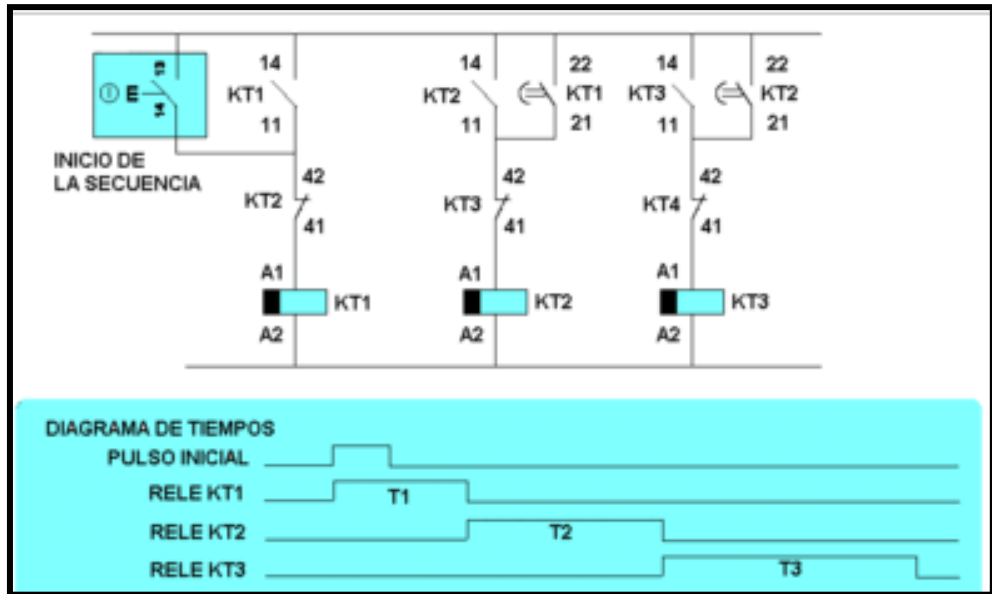 13
① E
14
INICIO DE
LA SECUENCIA
14
KT1
11
14
KT2
11
22
KT1
21
14
KT3
11
22
KT2
21
42
KT2
41
42
KT3
41
42
KT4
41
A1
KT1
A2
A1
KT2
A2
A1
KT3
A2
DIAGRAMA DE TIEMPOS
PULSO INICIAL
RELE KT1 T1
RELE KT2 T2
RELE KT3 T3